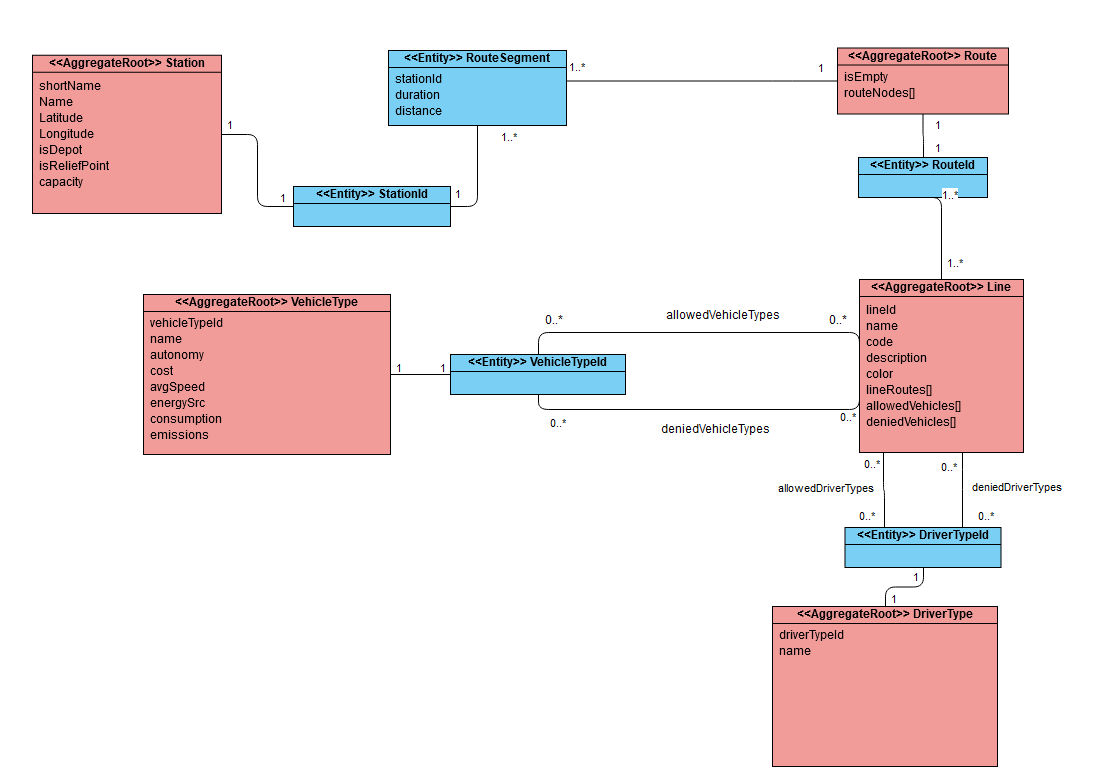 <<AggregateRoot>> Station
shortName
Name
Latitude
Longitude
isDepot
isReliefPoint
capacity
<<Entity>> RouteSegment
stationId
duration
distance
<<AggregateRoot>> Route
isEmpty
routeNodes[]
1..*
1
1
1..*
1
1
<<Entity>> RouteId
1..*
1..*
<<Entity>> StationId
1
1
<<AggregateRoot>> VehicleType
vehicleTypeId
name
autonomy
cost
avgSpeed
energySrc
consumption
emissions
1
1
<<Entity>> VehicleTypeId
0..*
allowedVehicleTypes
0..*
0..*
deniedVehicleTypes
0..*
<<AggregateRoot>> Line
lineId
name
code
description
color
lineRoutes[]
allowedVehicles[]
deniedVehicles[]
0..*
0..*
allowedDriverTypes
deniedDriverTypes
0..*
0..*
<<Entity>> DriverTypeId
1
1
<<AggregateRoot>> DriverType
driverTypeId
name